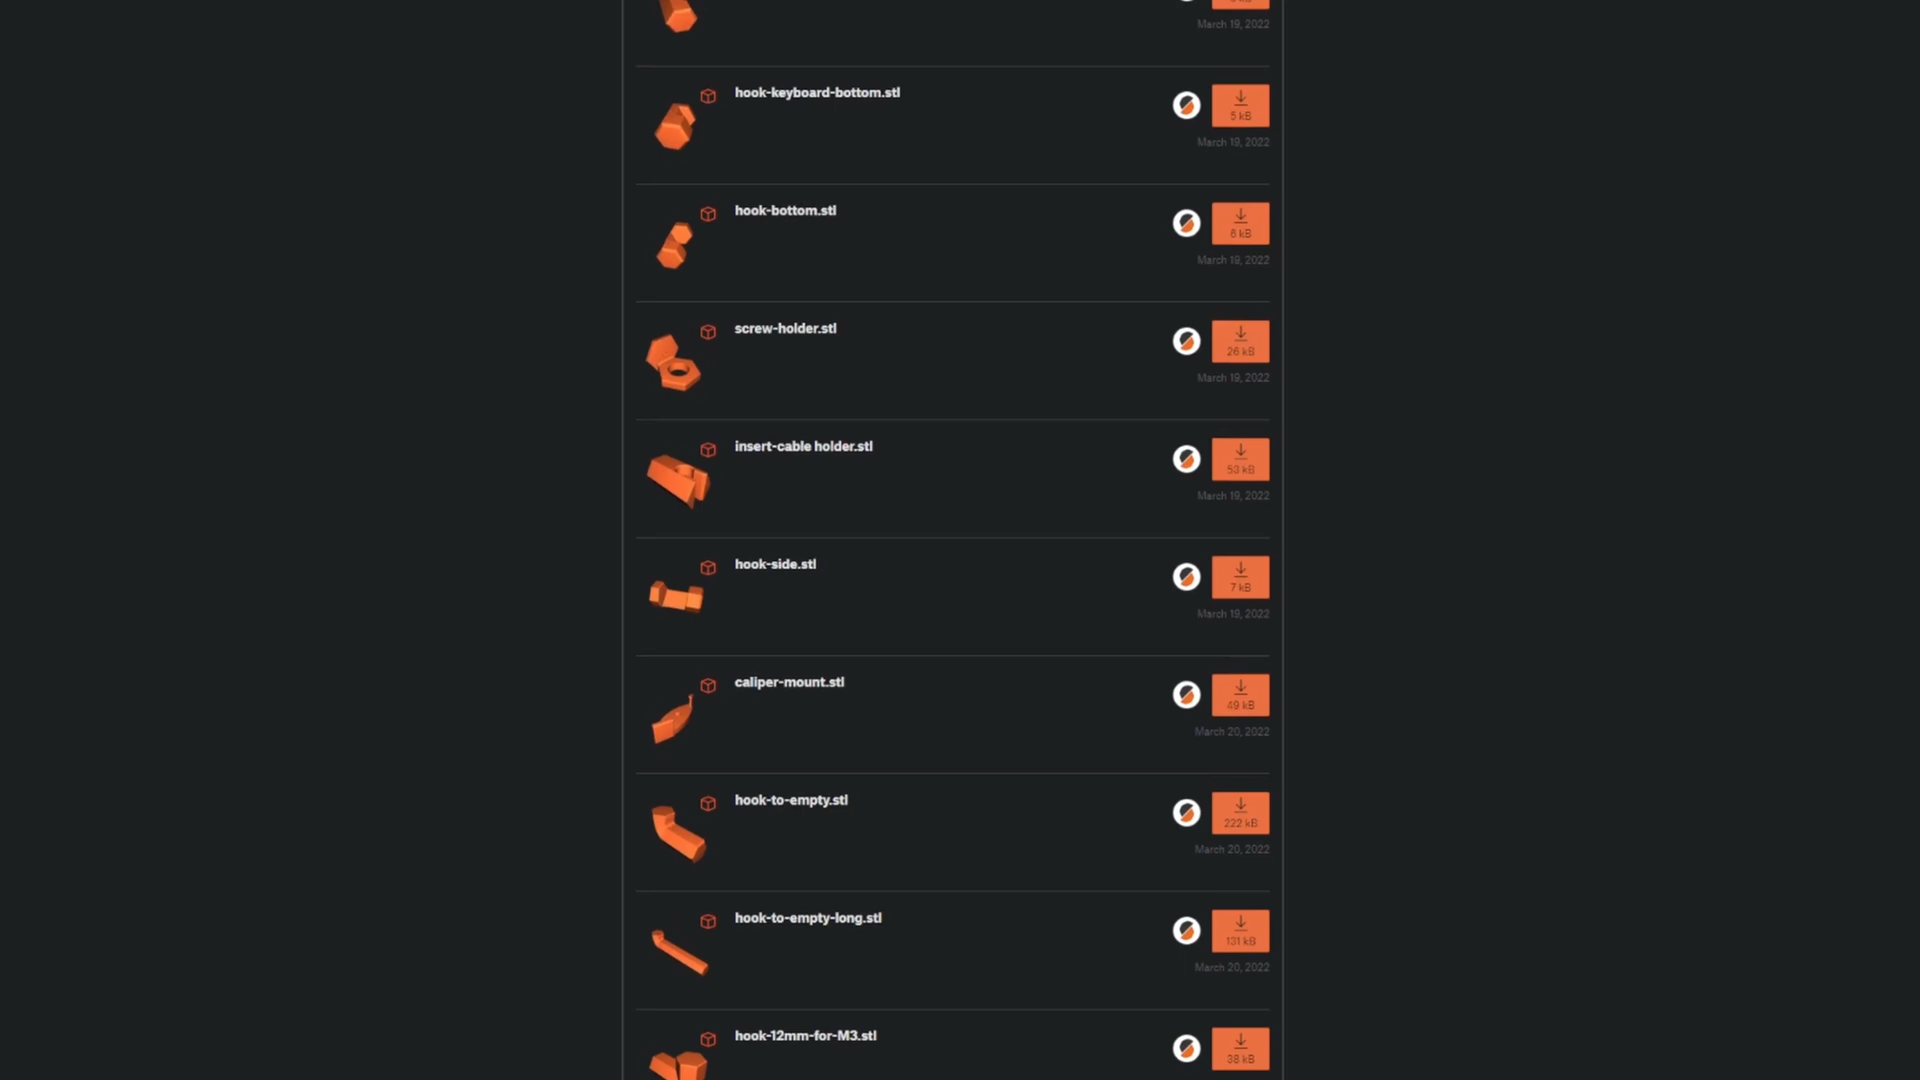 March 19, 2022
hook-keyboard-bottom.stl
5 kB
March 19, 2022
hook-bottom.stl
6 kB
March 19, 2022
screw-holder.stl
26 kB
March 19, 2022
insert-cable holder.stl
53 kB
March 19, 2022
hook-side.stl
7 kB
March 19, 2022
caliper-mount.stl
49 kB
March 20, 2022
hook-to-empty.stl
222 kB
March 20, 2022
hook-to-empty-long.stl
131 kB
March 20, 2022
hook-12mm-for-M3.stl
38 kB